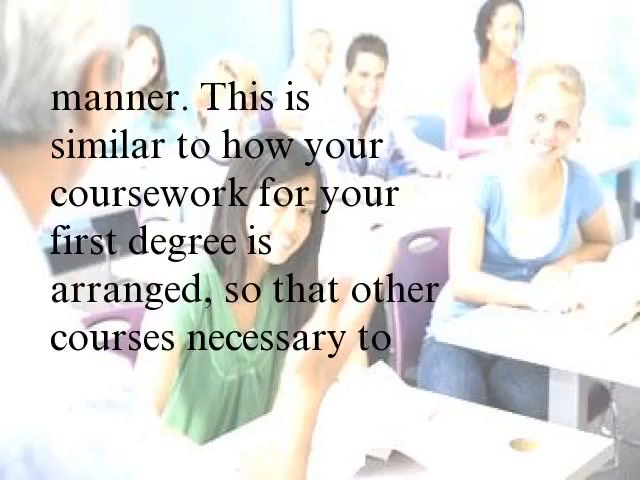 manner. This is
similar to how your
coursework for your
first degree is
arranged, so that other
courses necessary to